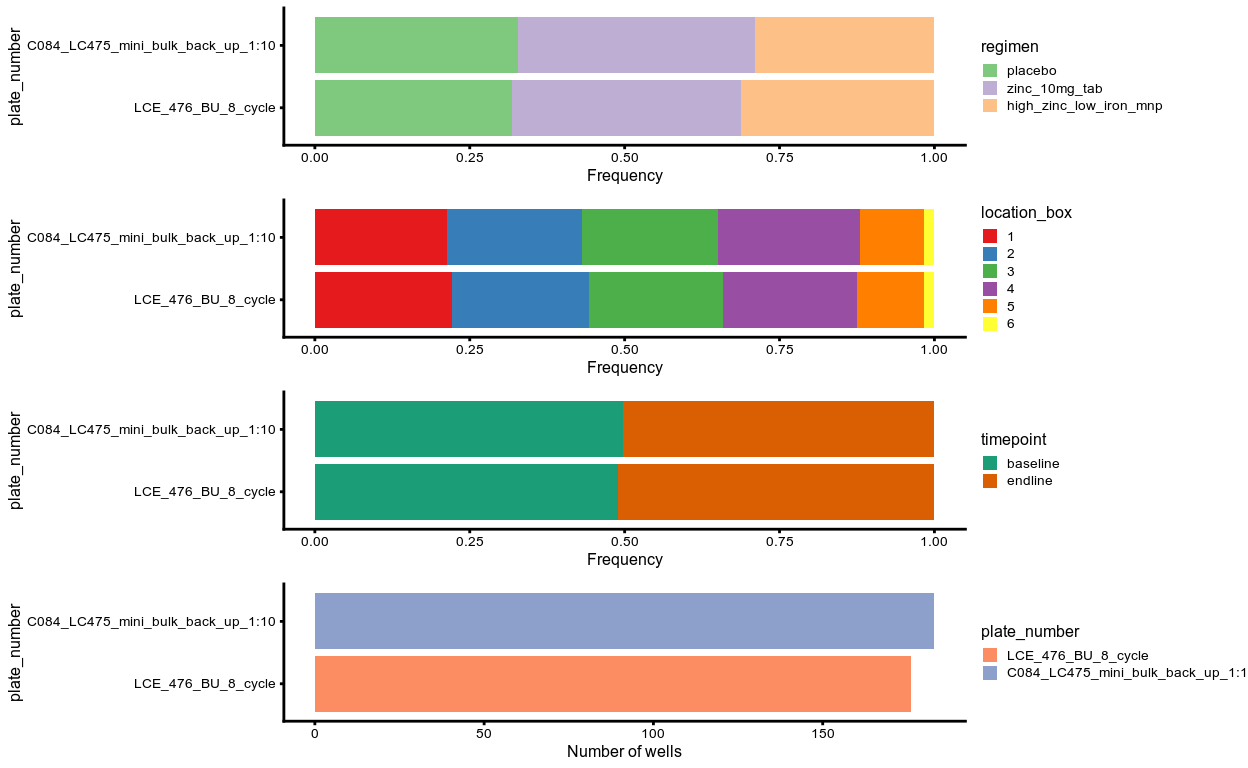 plate_number
C084_LC475_mini_bulk_back_up_1:10
LCE_476_BU_8_cycle
0.00 0.25 0.50 0.75 1.00
Frequency
regimen
placebo
zinc_10mg_tab
high_zinc_low_iron_mnp
plate_number
C084_LC475_mini_bulk_back_up_1:10
LCE_476_BU_8_cycle
0.00 0.25 0.50 0.75 1.00
Frequency
location_box
1
2
3
4
5
6
plate_number
C084_LC475_mini_bulk_back_up_1:10
LCE_476_BU_8_cycle
0.00 0.25 0.50 0.75 1.00
Frequency
timepoint
baseline
endline
plate_number
C084_LC475_mini_bulk_back_up_1:10
LCE_476_BU_8_cycle
0 50 100 150
Number of wells
plate_number
LCE_476_BU_8_cycle
C084_LC475_mini_bulk_back_up_1:1